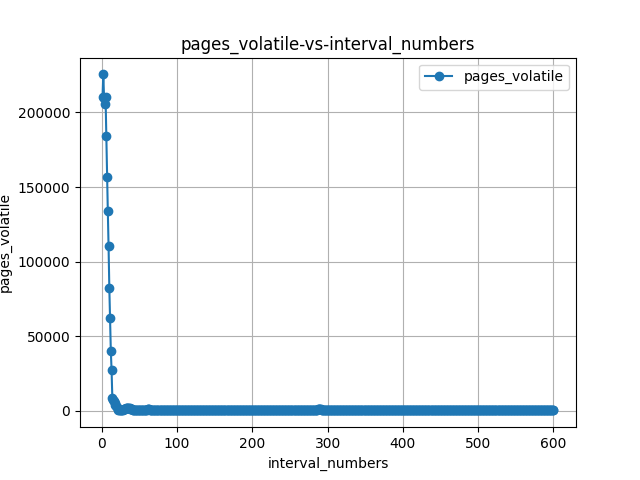 pages_volatile-vs-interval_numbers
pages_volatile
pages_volatile
200000
150000
100000
50000
0
0 100 200 300 400 500 600
interval_numbers